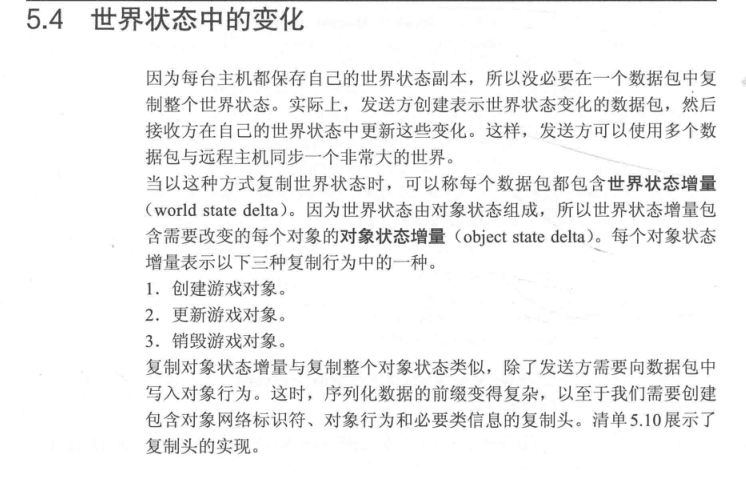 5.4 世界状态中的变化
因为每台主机都保存自己的世界状态副本，所以没必要在一个数据包中复
制整个世界状态。实际上，发送方创建表示世界状态变化的数据包，然后
接收方在自己的世界状态中更新这些变化。这样，发送方可以使用多个数
据包与远程主机同步一个非常大的世界。
当以这种方式复制世界状态时，可以称每个数据包都包含世界状态增量
（world state delta）。因为世界状态由对象状态组成，所以世界状态增量包
含需要改变的每个对象的对象状态增量（object state delta）。每个对象状态
增量表示以下三种复制行为中的一种。
1．创建游戏对象。
2．更新游戏对象。
3．销毁游戏对象。
复制对象状态增量与复制整个对象状态类似，除了发送方需要向数据包中
写入对象行为。这时，序列化数据的前缀变得复杂，以至于我们需要创建
包含对象网络标识符、对象行为和必要类信息的复制头。清单5.10展示了
复制头的实现。